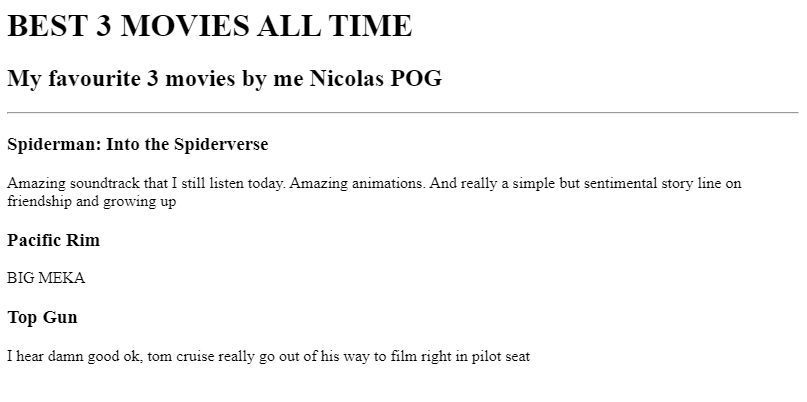 BEST 3 MOVIES ALL TIME
My favourite 3 movies by me Nicolas POG
Spiderman: Into the Spiderverse
Amazing soundtrack that I still listen today. Amazing animations. And really a simple but sentimental story line on
friendship and growing up
Pacific Rim
BIG MEKA
Top Gun
I hear damn good ok, tom cruise really go out of his way to film right in pilot seat